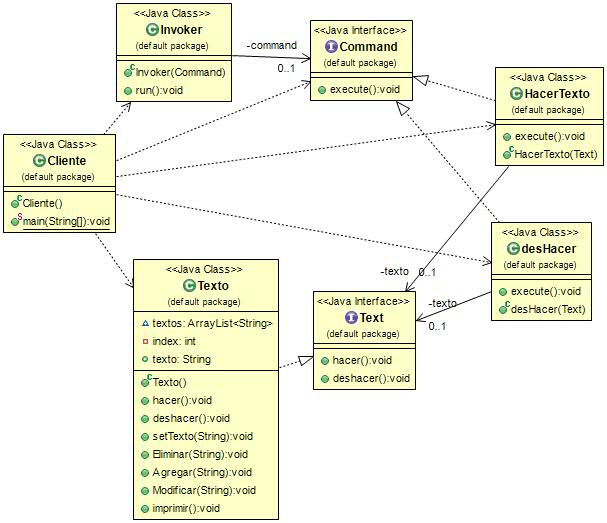 <<Java Class>>
Invoker
(default package)
Invoker(Command)
run():void
-command
0..1
<<Java Interface>>
Command
(default package)
execute():void
<<Java Class>>
HacerTexto
(default package)
execute():void
HacerTexto(Text)
<<Java Class>>
Cliente
(default package)
Cliente()
main(String[]):void
<<Java Class>>
desHacer
(default package)
execute():void
desHacer(Text)
-texto
0..1
-texto
0..1
<<Java Class>>
Texto
(default package)
textos: ArrayList<String>
index: int
texto: String
Texto()
hacer():void
deshacer():void
setTexto(String):void
Eliminar(String):void
Agregar(String):void
Modificar(String):void
imprimir():void
<<Java Interface>>
Text
(default package)
hacer():void
deshacer():void